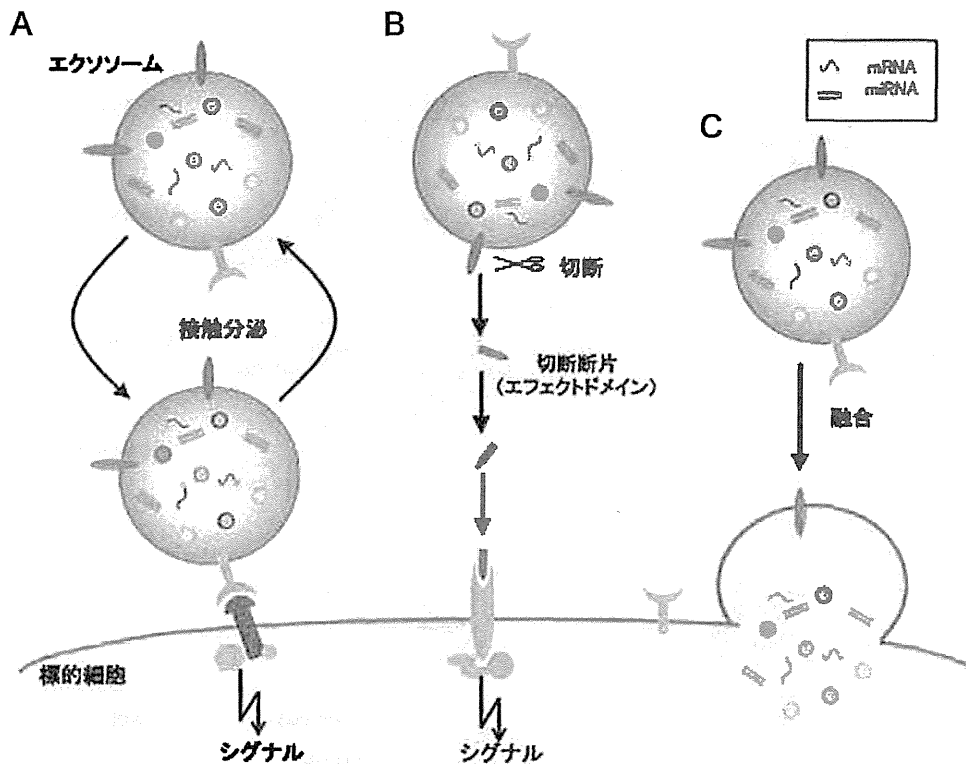 A
エクソソーム
接触分泌
標的細胞
シグナル
B
切断
切断断片
(エフェクトドメイン)
シグナル
C
mRNA
miRNA
融合